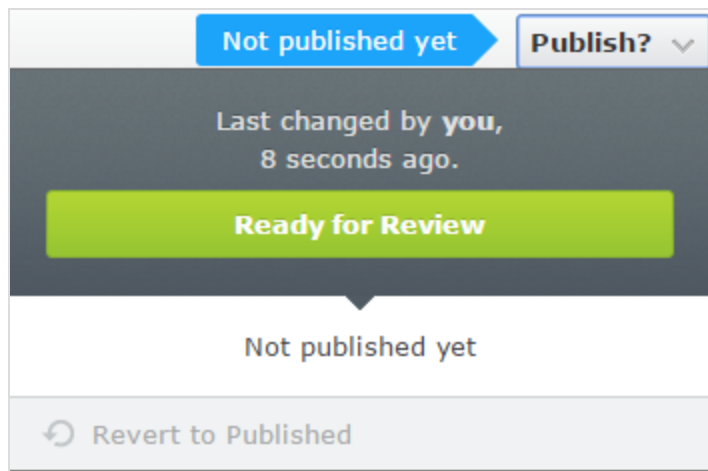 Not published yet
Publish?
Last changed by you,
8 seconds ago.
Ready for Review
Not published yet
Revert to Published